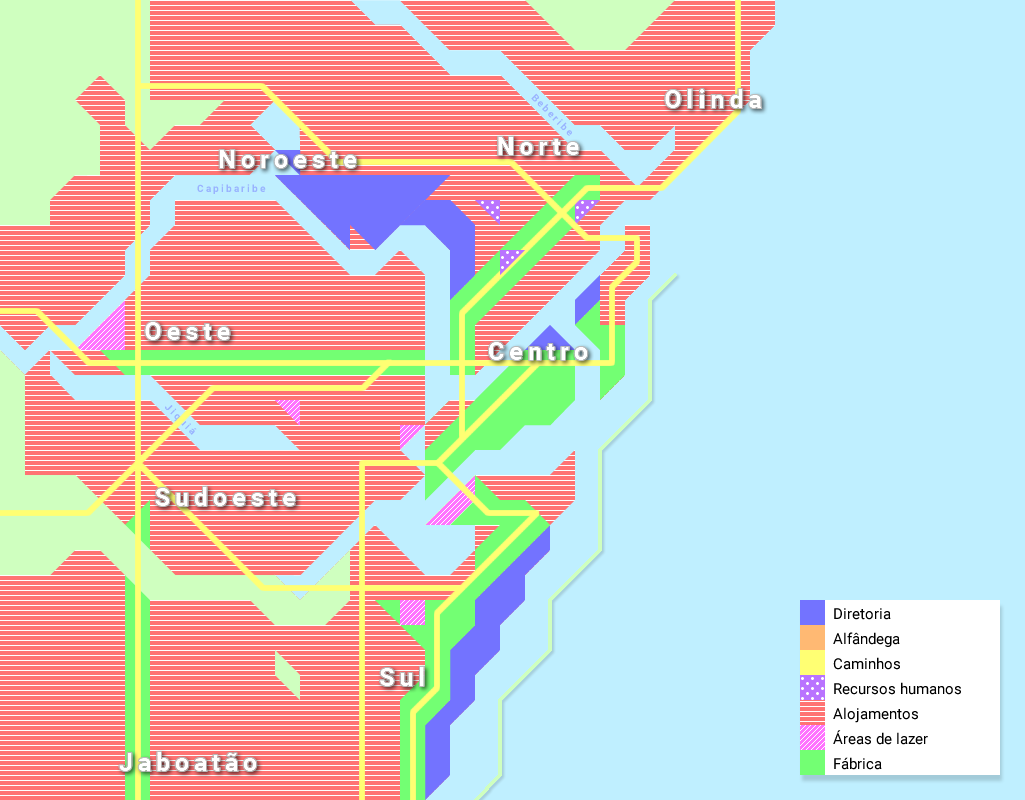 Olinda
Beberibe
Norte
Noroeste
Capibaribe
Oeste
Centro
Jiquiá
Sudoeste
Sul
Jaboatão
Diretoria
Alfândega
Caminhos
Recursos humanos
Alojamentos
Áreas de lazer
Fábrica